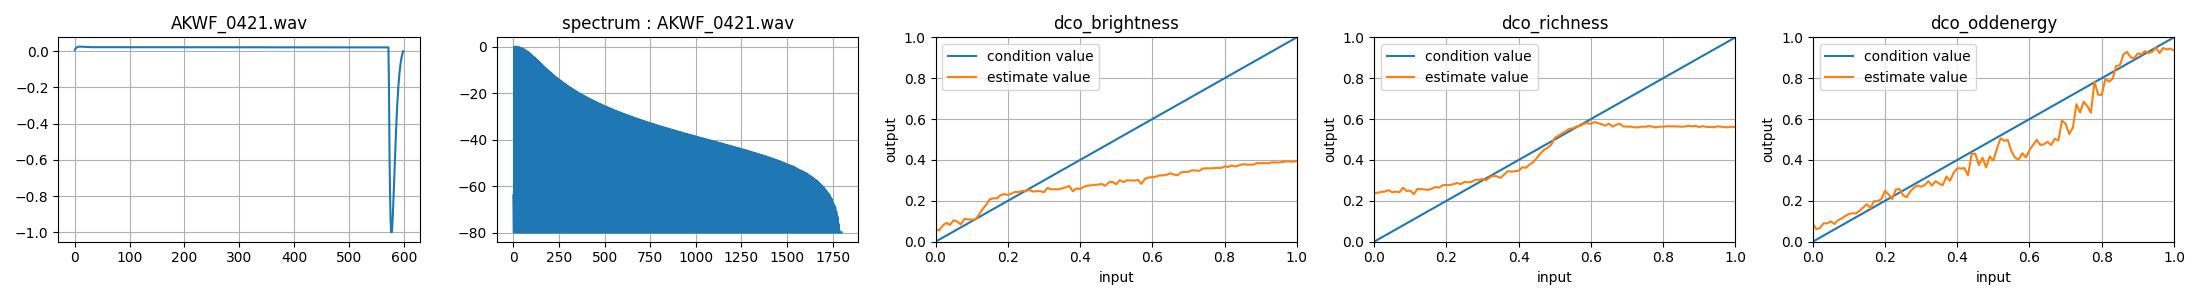 AKWF_0421.wav
0.0
−0.2
−0.4
−0.6
−0.8
−1.0
0 100 200 300 400 500 600
spectrum : AKWF_0421.wav
0
−20
−40
−60
−80
0 250 500 750 1000 1250 1500 1750
dco_brightness
condition value
estimate value
output
1.0
0.8
0.6
0.4
0.2
0.0
0.0 0.2 0.4 0.6 0.8 1.0
input
dco_richness
condition value
estimate value
output
1.0
0.8
0.6
0.4
0.2
0.0
0.0 0.2 0.4 0.6 0.8 1.0
input
dco_oddenergy
condition value
estimate value
output
1.0
0.8
0.6
0.4
0.2
0.0
0.0 0.2 0.4 0.6 0.8 1.0
input